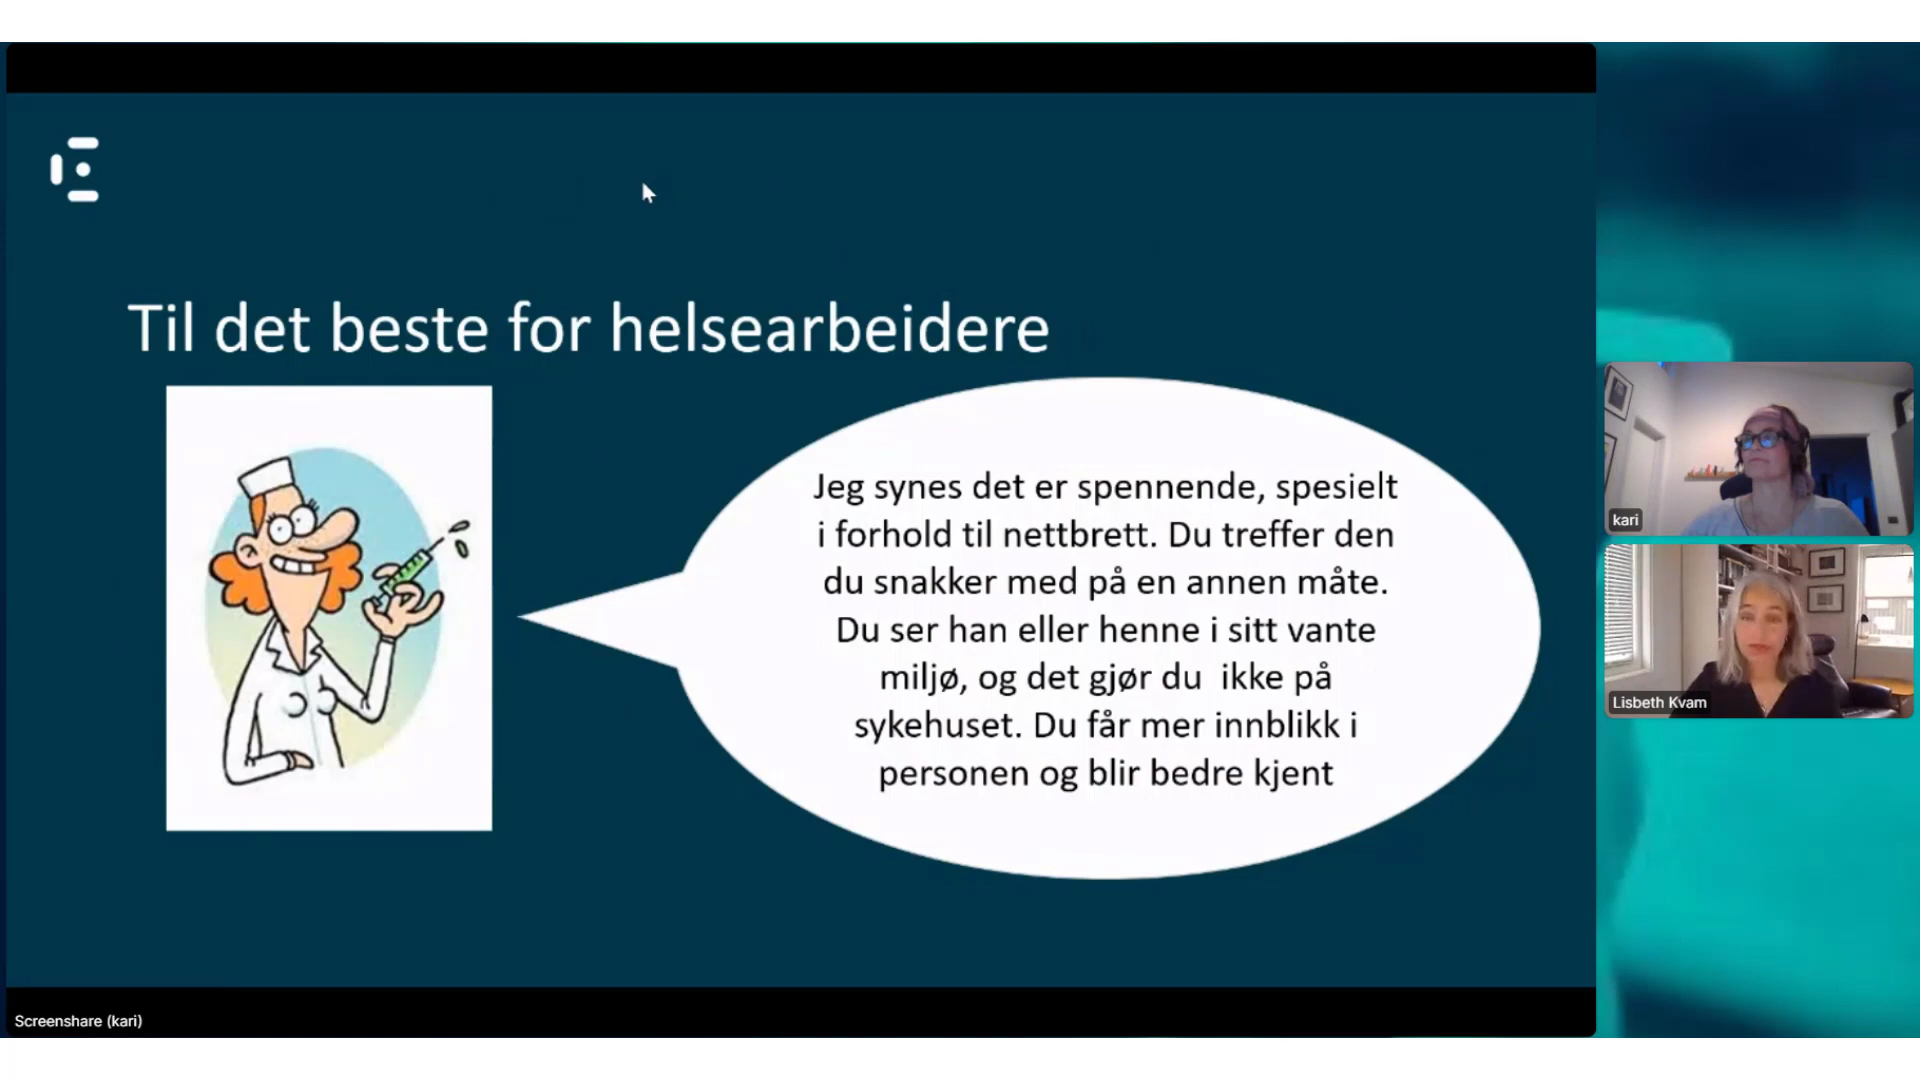 Til det beste for helsearbeidere
Jeg synes det er spennende, spesielt
i forhold til nettbrett. Du treffer den
du snakker med på en annen måte.
Du ser han eller henne i sitt vante
miljø, og det gjør du  ikke på
sykehuset. Du får mer innblikk i
personen og blir bedre kjent
kari
Lisbeth Kvam
Screenshare (kari)